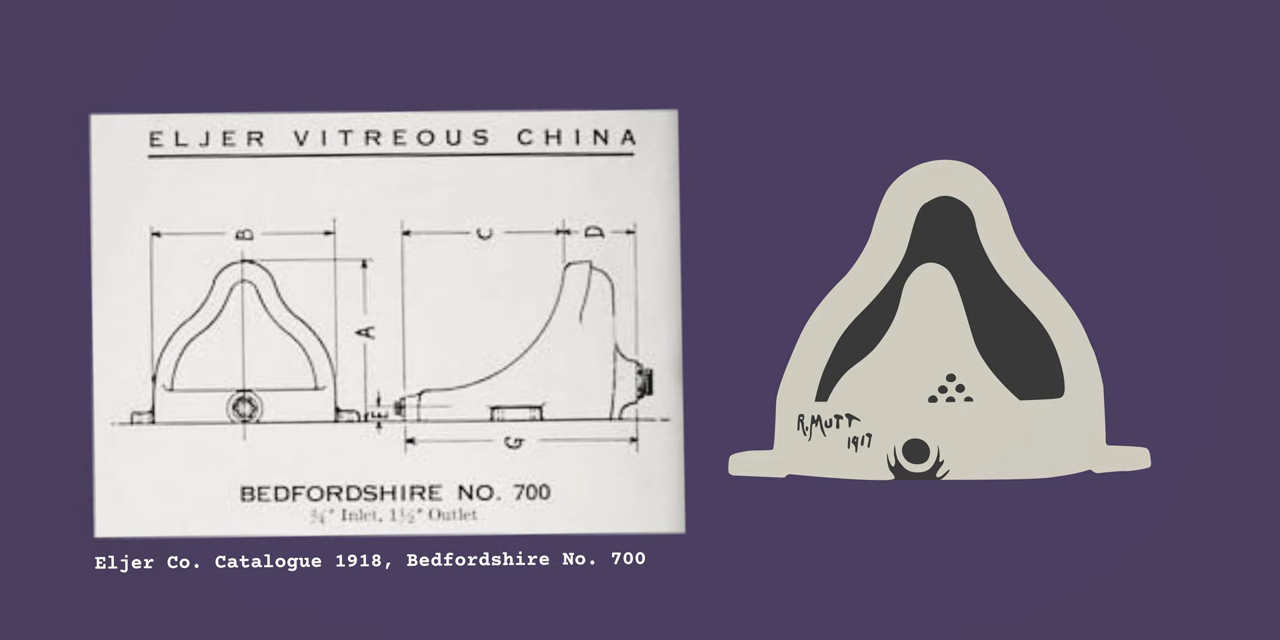 ELJER VITREOUS CHINA
B
C
D
A
E
G
BEDFORDSHIRE NO. 700
¾" Inlet, 1½" Outlet
Eljer Co. Catalogue 1918, Bedfordshire No. 700
R.MUTT
1917